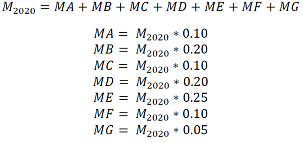 M₂₀₂₀ = MA + MB + MC + MD + ME + MF + MG
MA = M₂₀₂₀ * 0.10
MB = M₂₀₂₀ * 0.20
MC = M₂₀₂₀ * 0.10
MD = M₂₀₂₀ * 0.20
ME = M₂₀₂₀ * 0.25
MF = M₂₀₂₀ * 0.10
MG = M₂₀₂₀ * 0.05